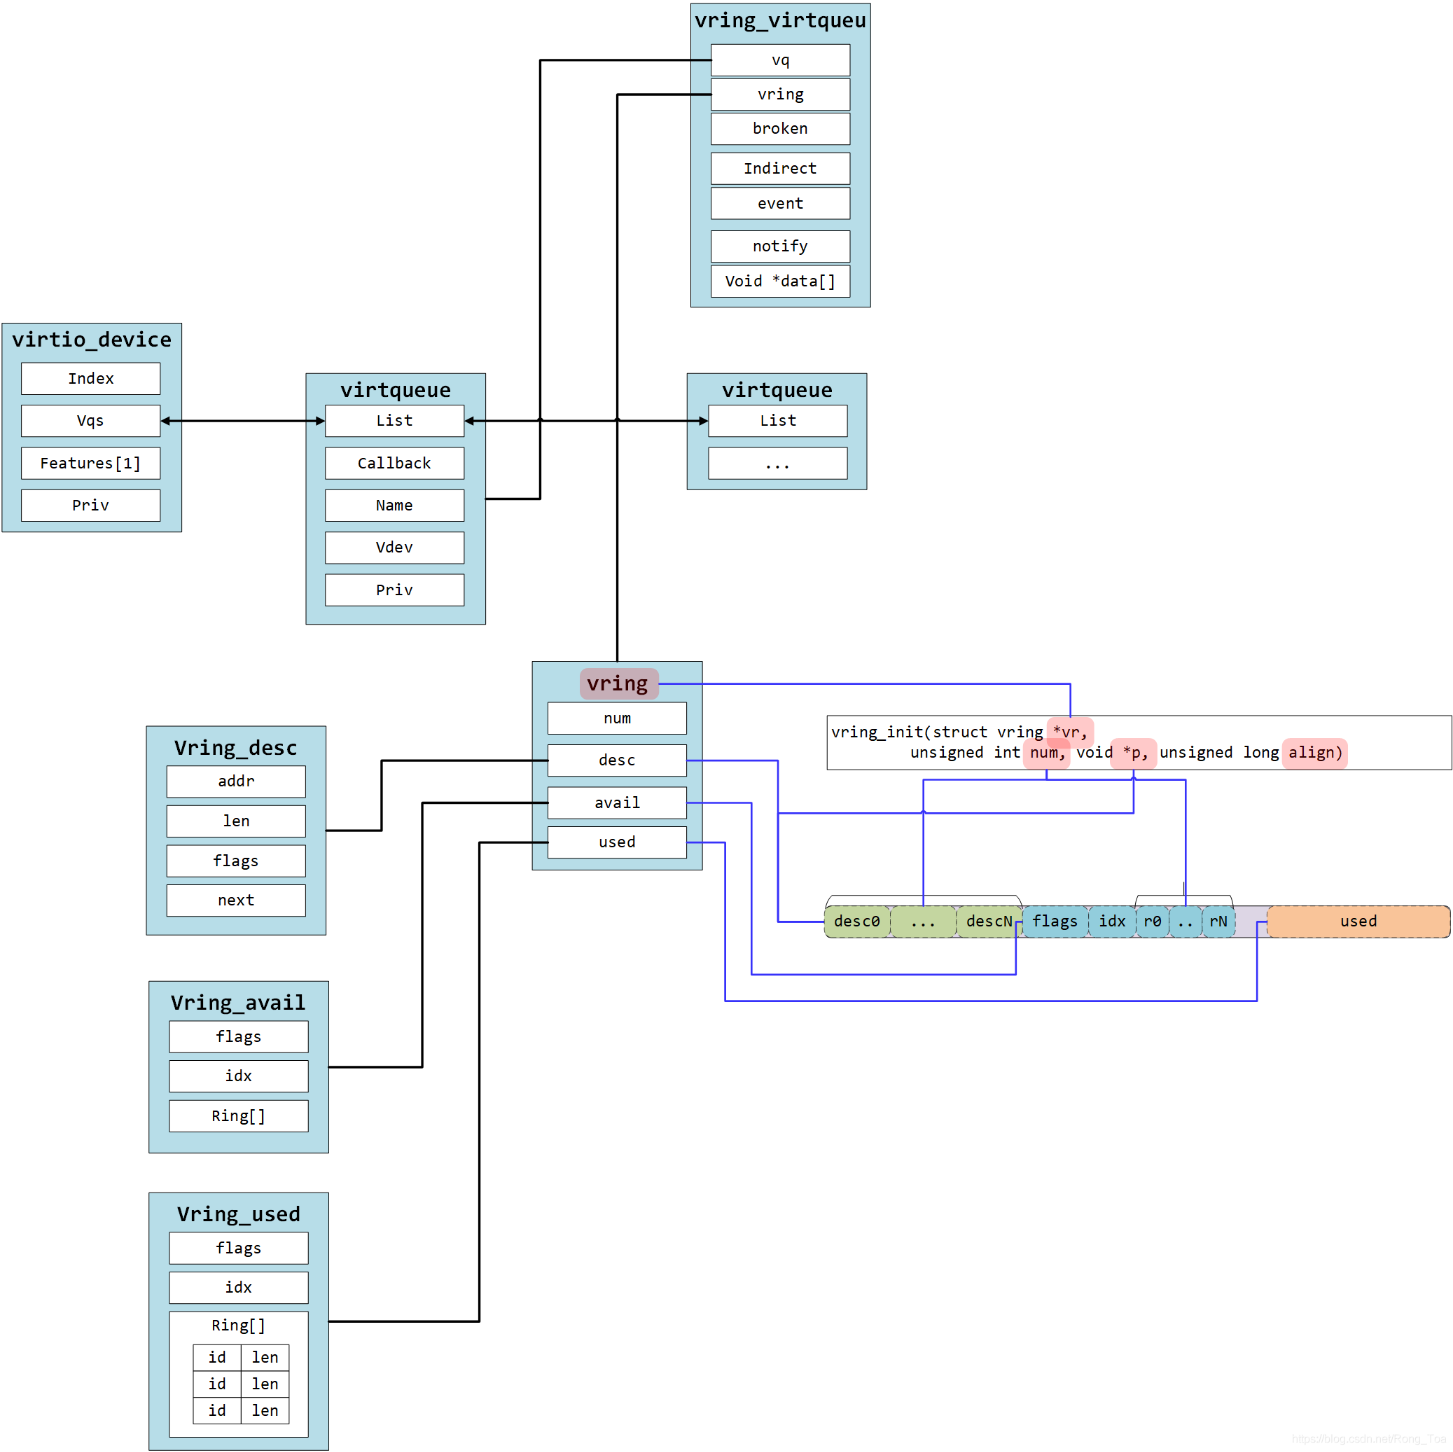 vring_virtqueu
vq
vring
broken
Indirect
event
notify
Void *data[]
virtio_device
Index
Vqs
Features[1]
Priv
virtqueue
List
Callback
Name
Vdev
Priv
virtqueue
List
...
vring
num
desc
avail
used
vring_init(struct vring *vr,
unsigned int num, void *p, unsigned long align)
Vring_desc
addr
len
flags
next
desc0 ... descN flags idx r0 .. rN used
Vring_avail
flags
idx
Ring[]
Vring_used
flags
idx
Ring[]
id len
id len
id len
https://blog.csdn.net/Rong_Toa